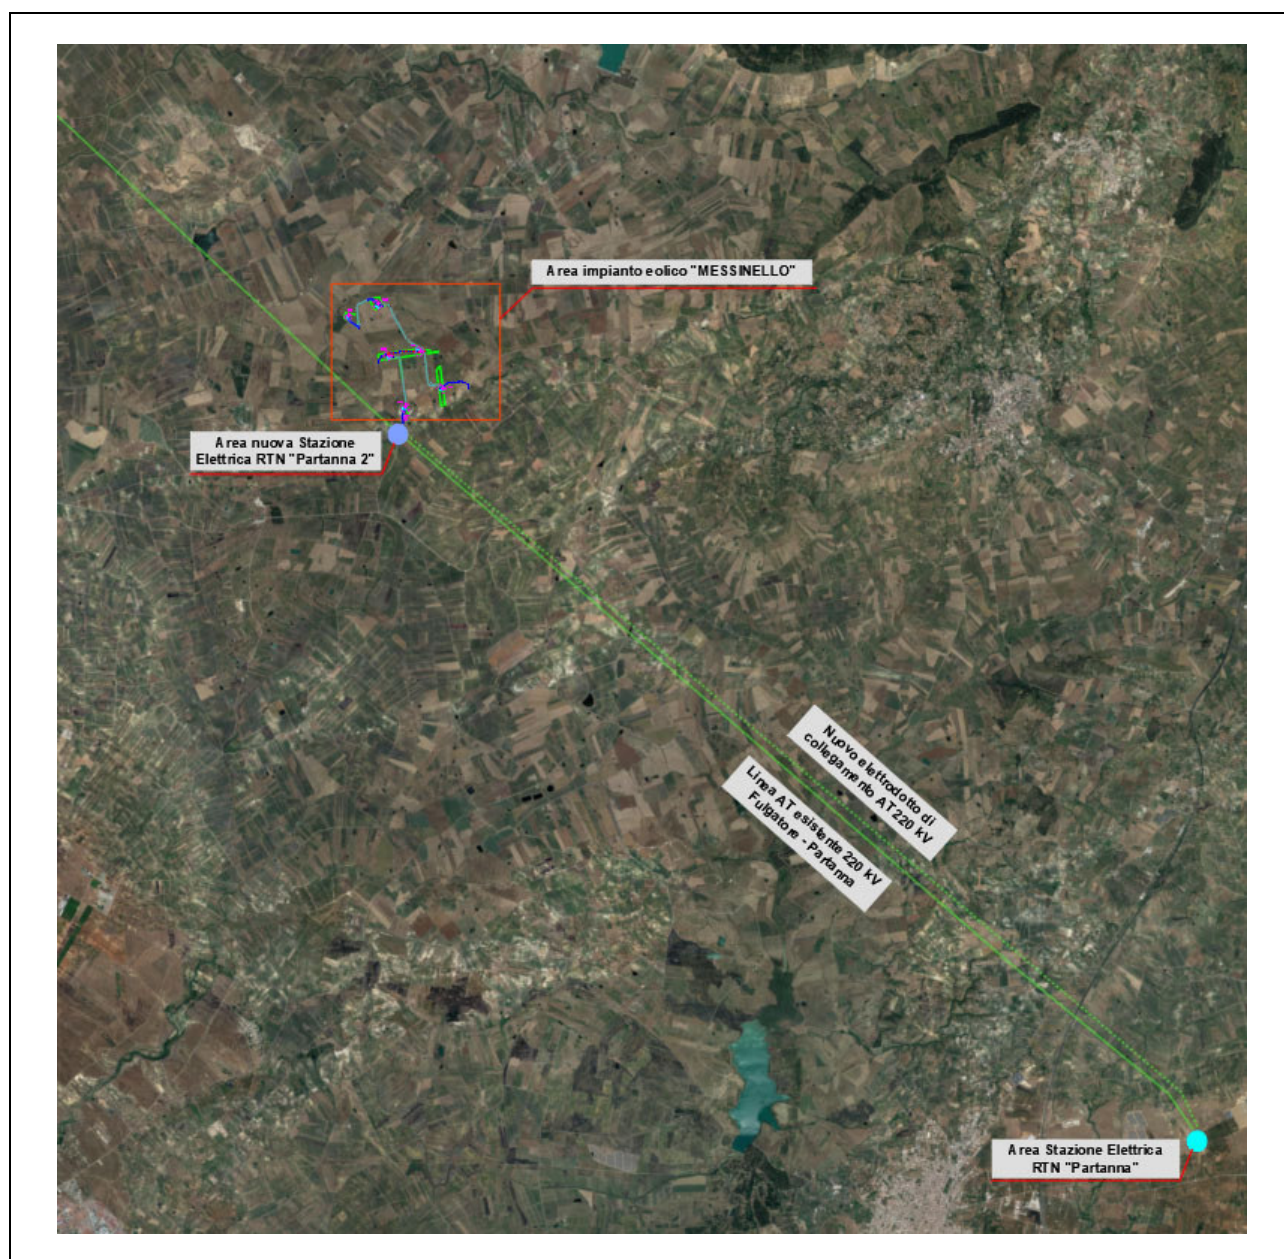 Area impianto eolico "MESSINELLO"
Area nuova Stazione
Elettrica RTN "Partanna 2"
Nuovo elettrodotto di
collegamento AT 220 kV
Linea AT esistente 220 kV
Fulgatore - Partanna
Area Stazione Elettrica
RTN "Partanna"